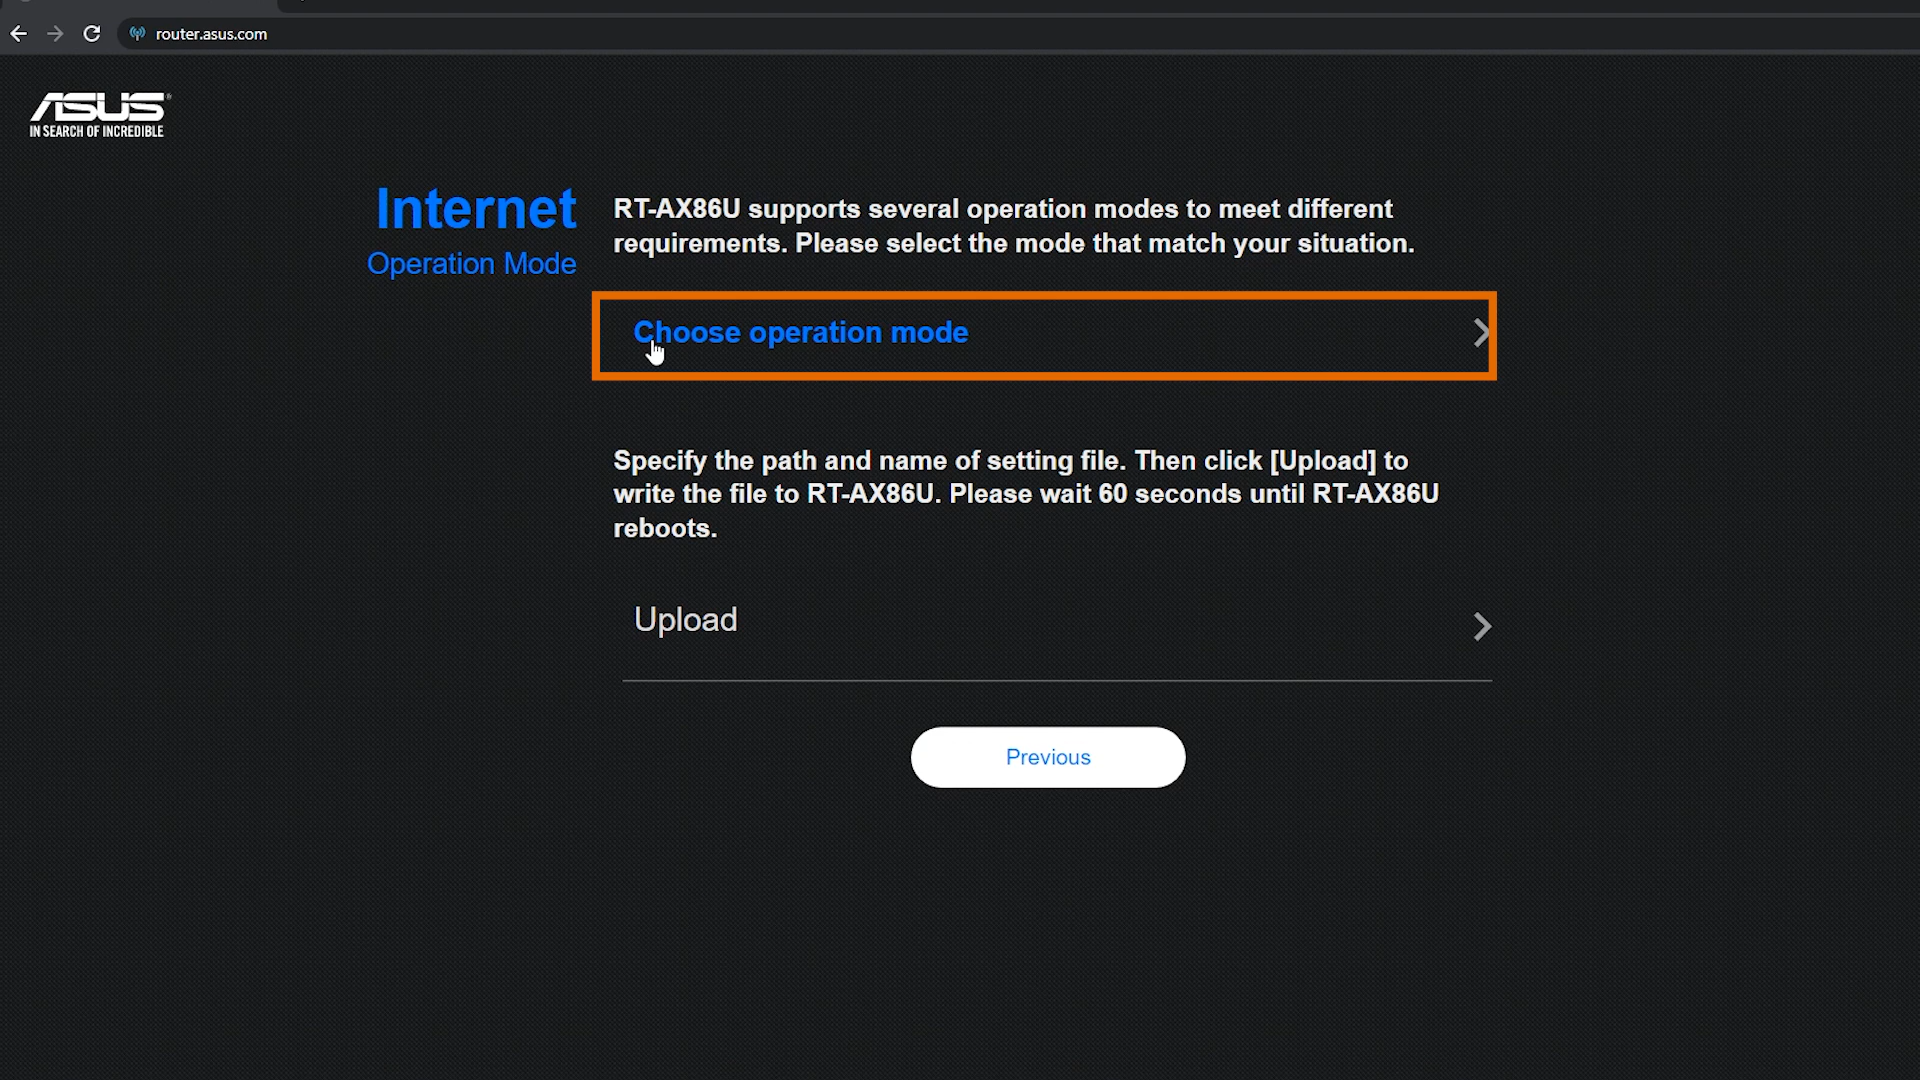 router.asus.com
ASUS
IN SEARCH OF INCREDIBLE
Internet
Operation Mode
RT-AX86U supports several operation modes to meet different
requirements. Please select the mode that match your situation.
Choose operation mode
Specify the path and name of setting file. Then click [Upload] to
write the file to RT-AX86U. Please wait 60 seconds until RT-AX86U
reboots.
Upload
Previous